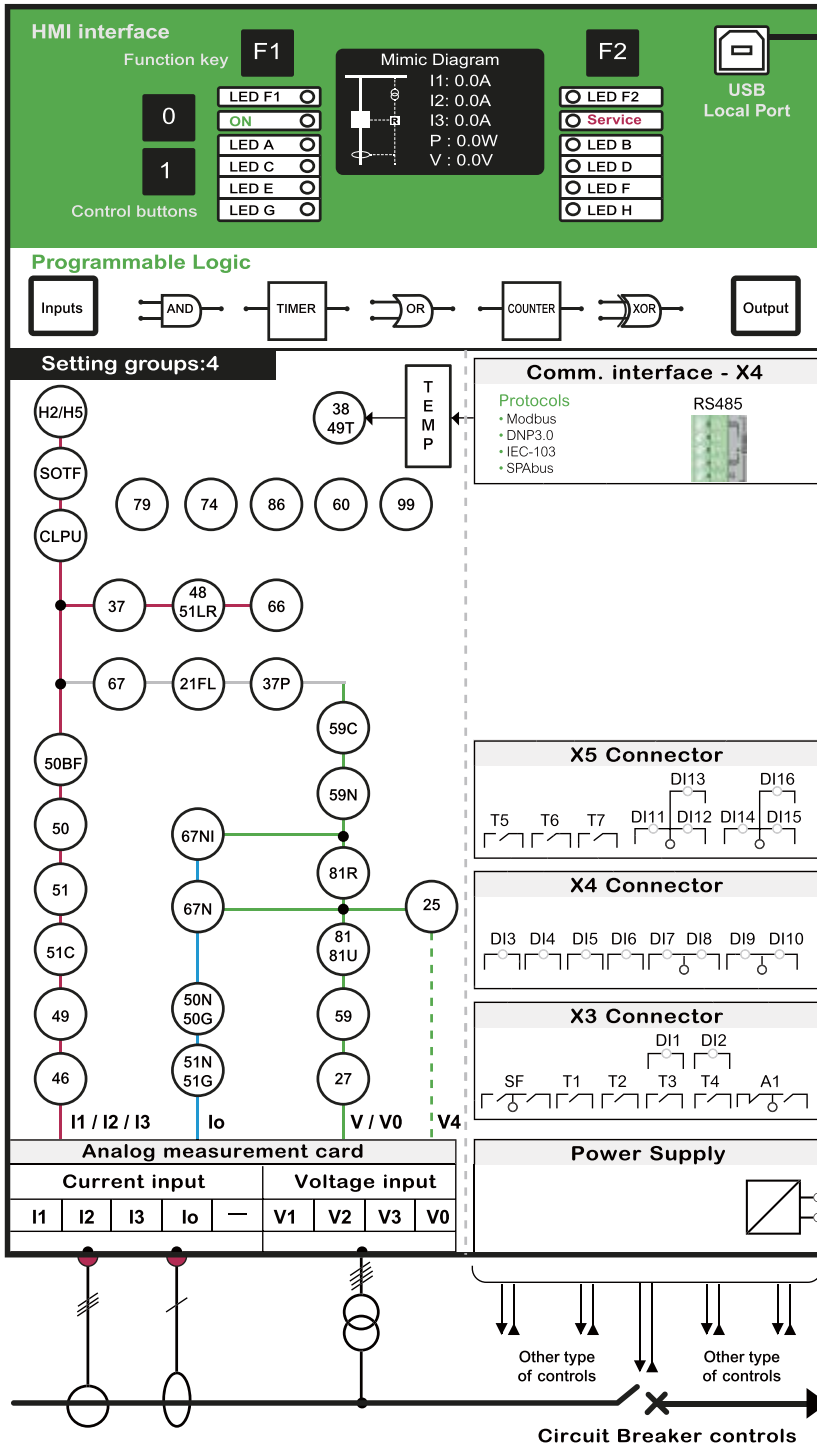 HMI interface
Function key
F1
F2
USB
Local Port
0
1
Control buttons
LED F1
ON
LED A
LED C
LED E
LED G
Mimic Diagram
I1: 0.0A
I2: 0.0A
I3: 0.0A
P : 0.0W
V : 0.0V
R
LED F2
Service
LED B
LED D
LED F
LED H
Programmable Logic
Inputs
AND
TIMER
OR
COUNTER
XOR
Output
Setting groups:4
H2/H5
SOTF
CLPU
38
49T
T
E
M
P
79
74
86
60
99
37
48
51LR
66
67
21FL
37P
59C
59N
50BF
50
51
51C
49
46
67NI
67N
50N
50G
51N
51G
81R
81
81U
59
27
25
I1 / I2 / I3
Io
V / V0
V4
Comm. interface - X4
Protocols
• Modbus
• DNP3.0
• IEC-103
• SPAbus
RS485
X5 Connector
DI13
DI16
T5
T6
T7
DI11
DI12
DI14
DI15
X4 Connector
DI3
DI4
DI5
DI6
DI7
DI8
DI9
DI10
X3 Connector
DI1
DI2
SF
T1
T2
T3
T4
A1
Analog measurement card
Current input
Voltage input
I1
I2
I3
Io
—
V1
V2
V3
V0
Power Supply
Other type
of controls
Other type
of controls
Circuit Breaker controls